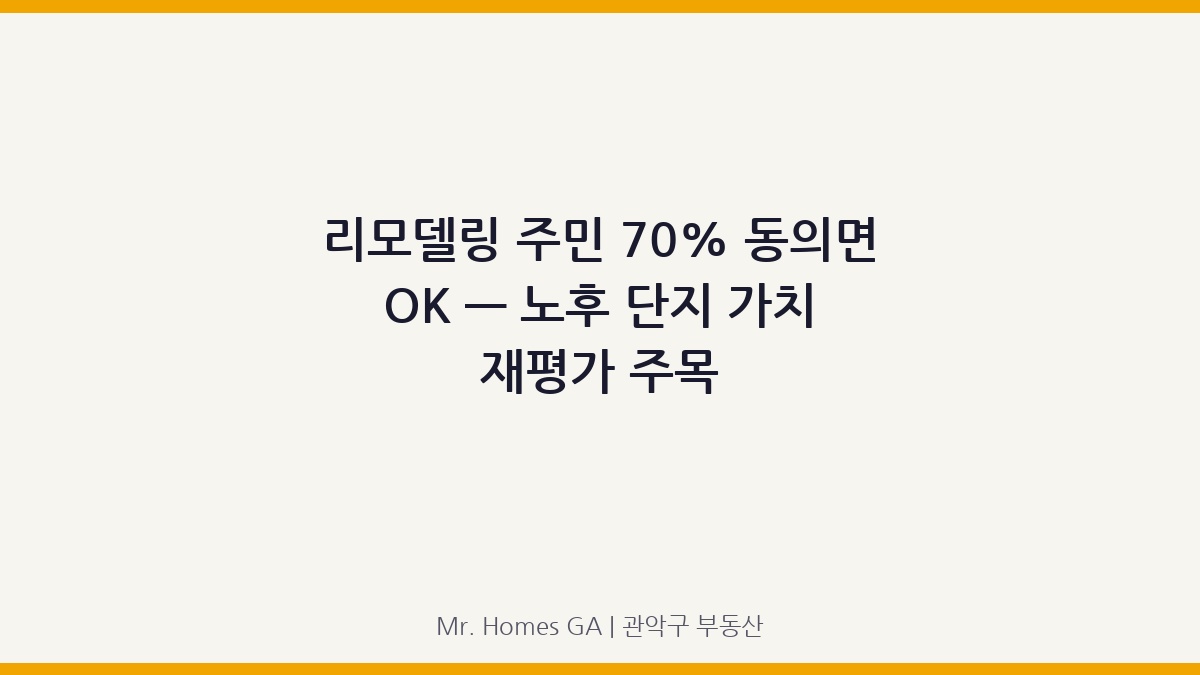 리모델링 주민 70% 동의면
OK — 노후 단지 가치
재평가 주목
Mr. Homes GA | 관악구 부동산